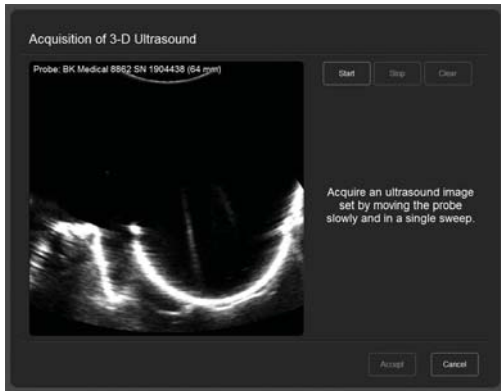 Acquisition of 3-D Ultrasound
Probe: BK Medical 8862 SN 1904438 (64 mm)
Start
Stop
Clear
Acquire an ultrasound image
set by moving the probe
slowly and in a single sweep.
Accept
Cancel